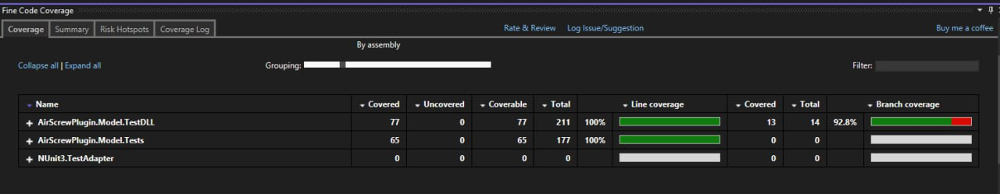 Fine Code Coverage
Coverage Summary Risk Hotspots Coverage Log Rate & Review Log Issue/Suggestion Buy me a coffee
By assembly
Collapse all | Expand all Grouping: Filter:
Name Covered Uncovered Coverable Total Line coverage Covered Total Branch coverage
AirScrewPlugin.Model.TestDLL 77 0 77 211 100% 13 14 92.8%
AirScrewPlugin.Model.Tests 65 0 65 177 100% 0 0
NUnit3.TestAdapter 0 0 0 0 0 0